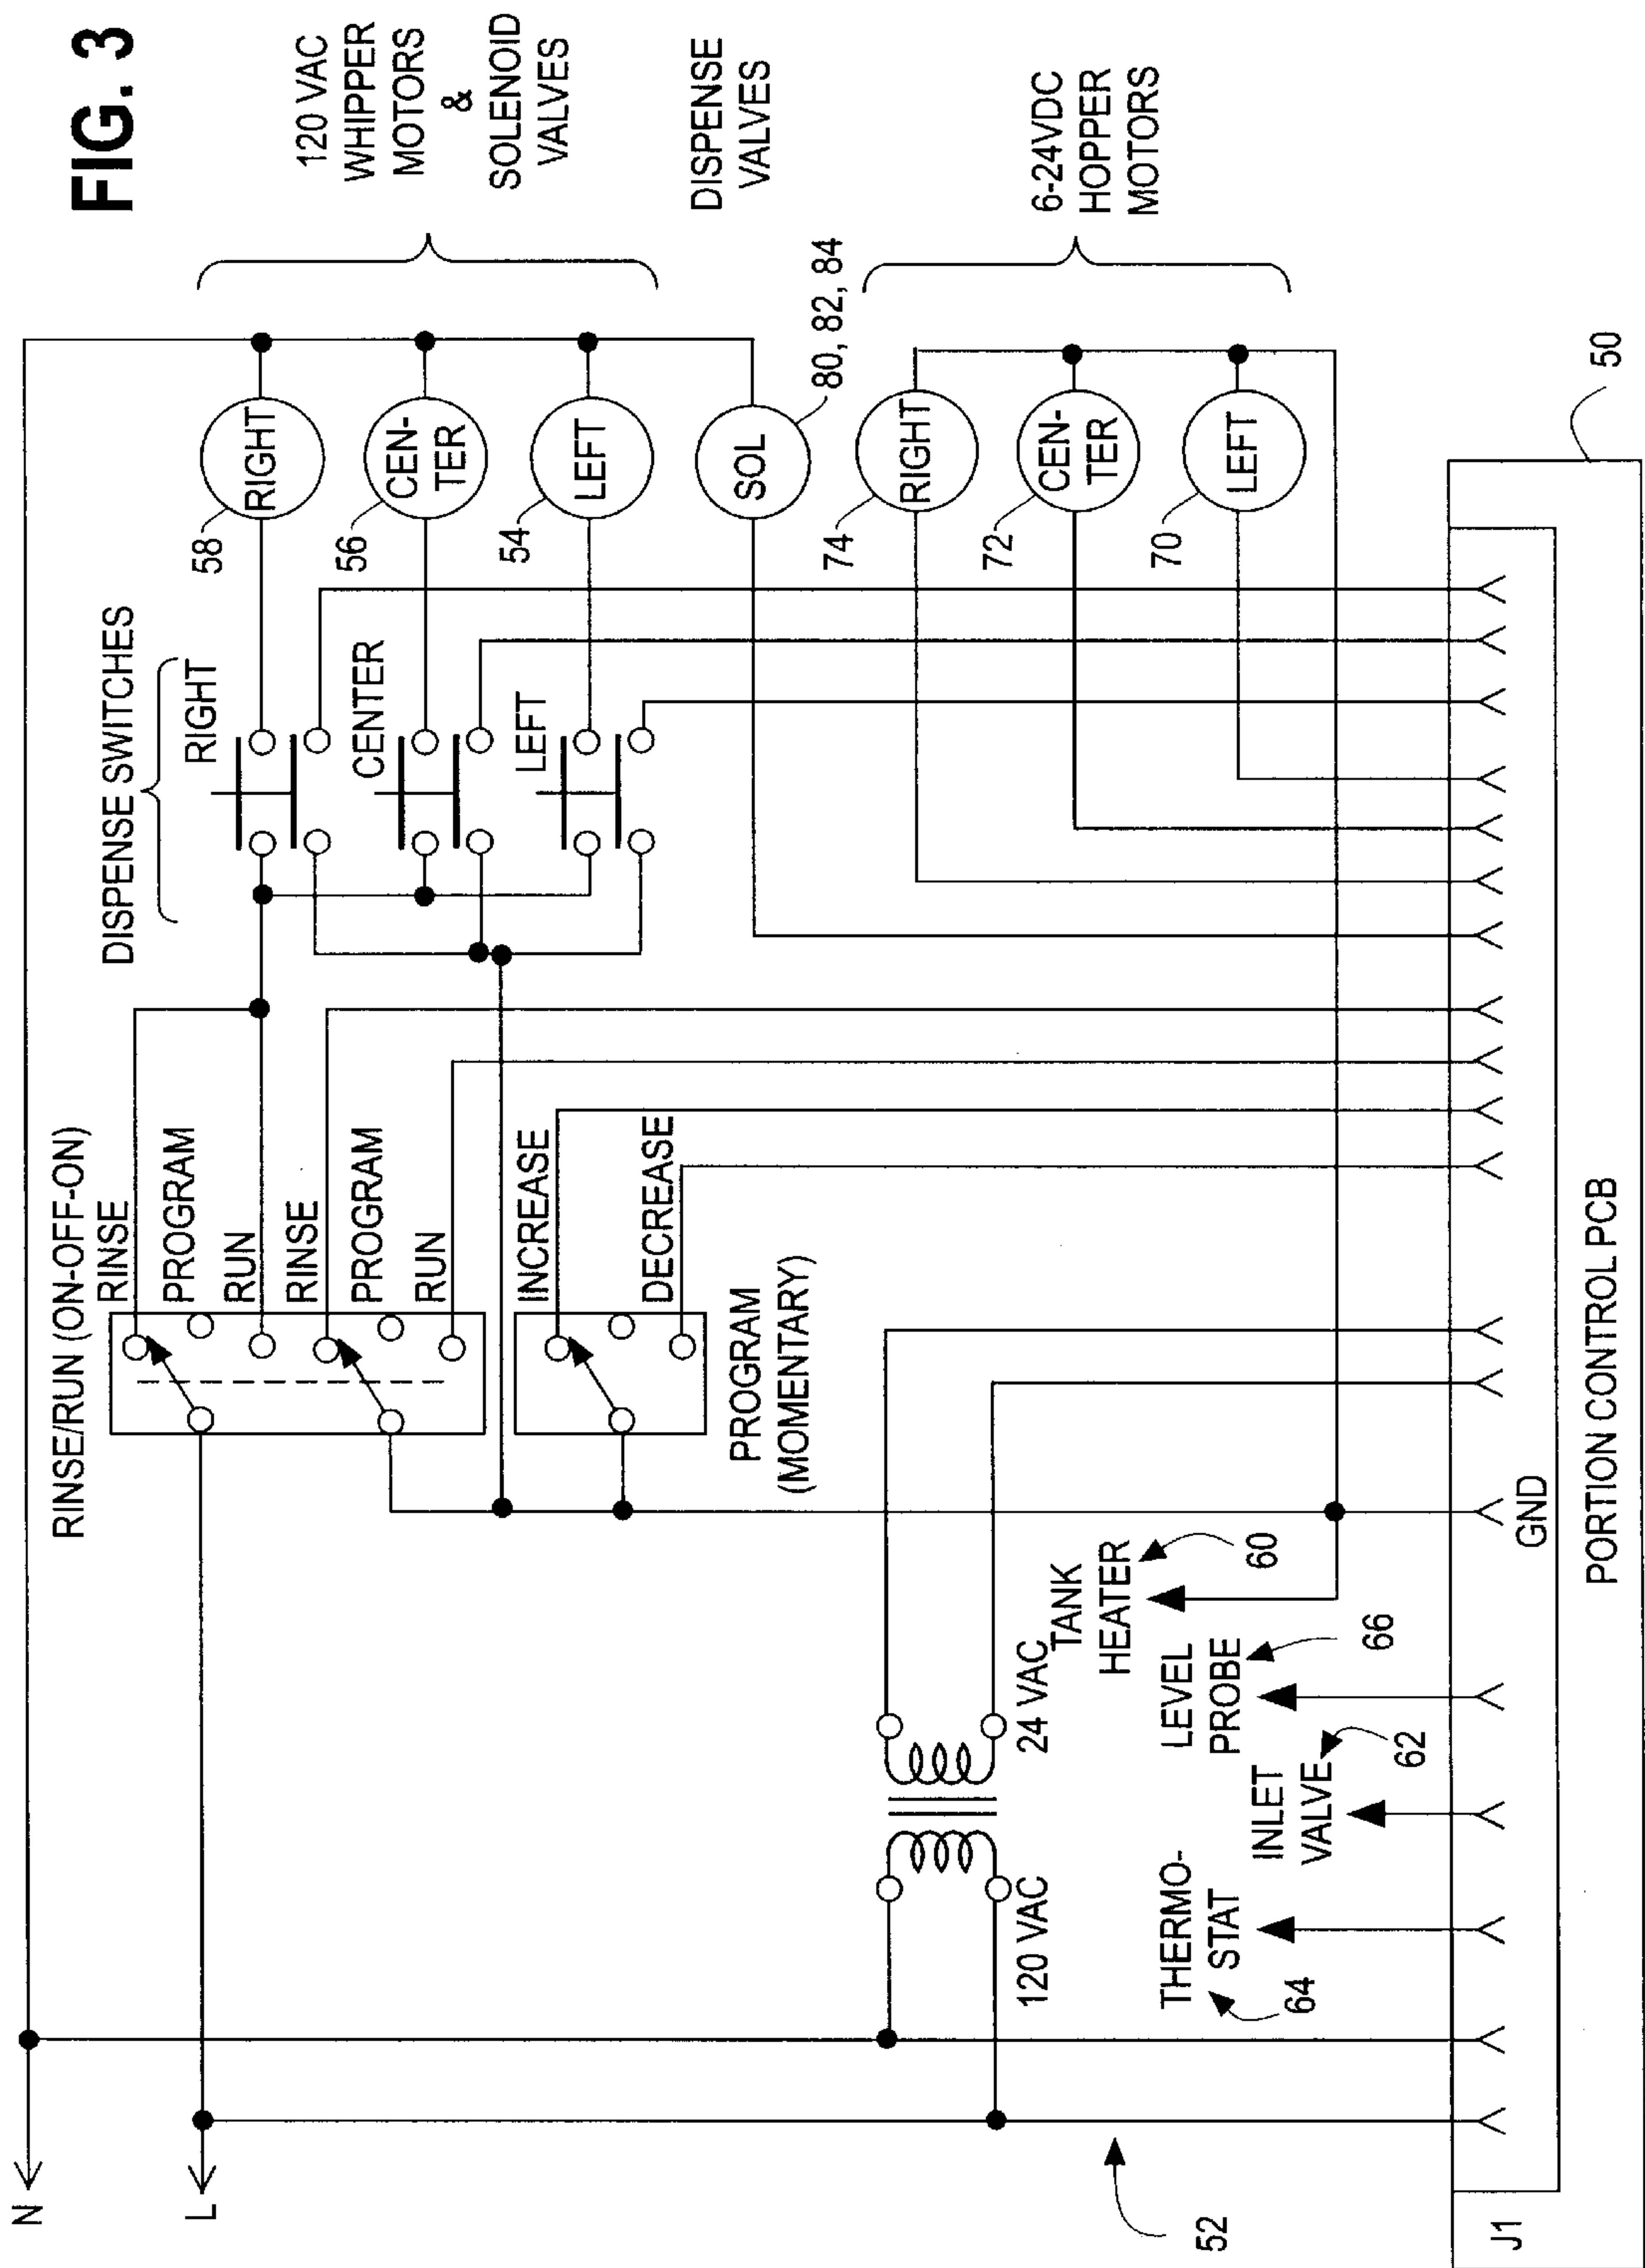 FIG. 3
120 VAC
WHIPPER
MOTORS
&
SOLENOID
VALVES
DISPENSE
VALVES
6-24VDC
HOPPER
MOTORS
80, 82, 84
50
RIGHT
CEN-
TER
LEFT
SOL
RIGHT
CEN-
TER
LEFT
58
56
54
74
72
70
DISPENSE SWITCHES
RIGHT
CENTER
LEFT
RINSE/RUN (ON-OFF-ON)
RINSE
PROGRAM
RUN
RINSE
PROGRAM
RUN
INCREASE
DECREASE
PROGRAM
(MOMENTARY)
N
L
120 VAC
24 VAC
TANK
HEATER
60
LEVEL
PROBE
66
INLET
VALVE
62
THERMO-
STAT
64
52
GND
J1
PORTION CONTROL PCB